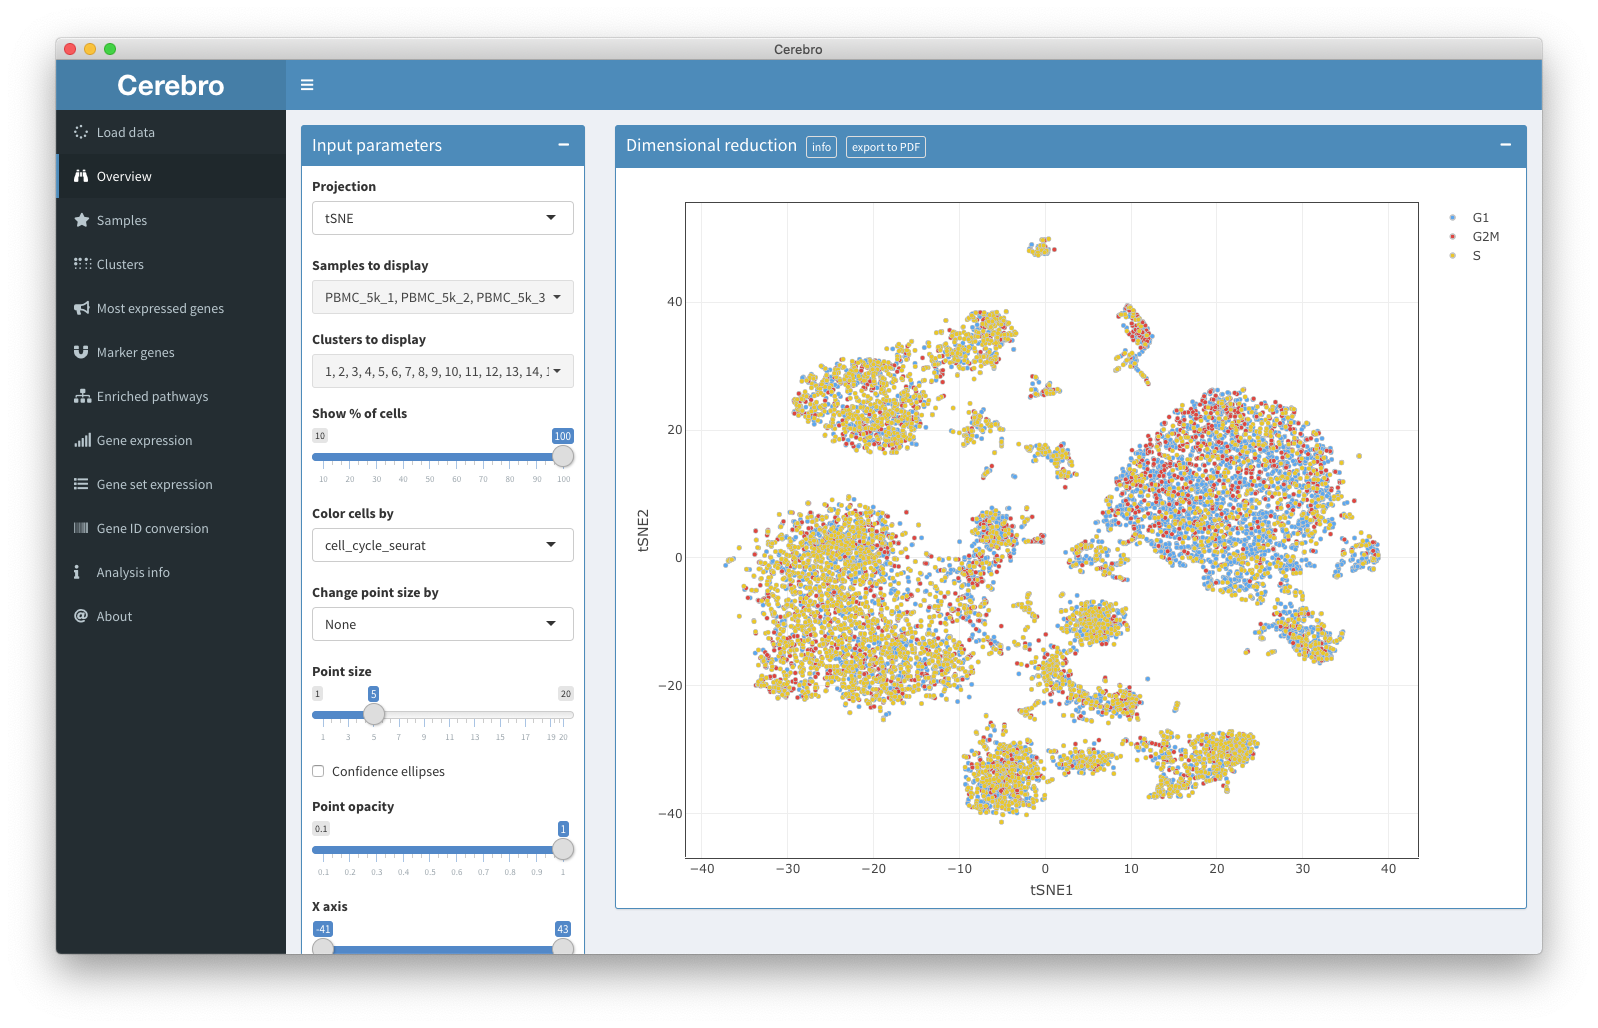 Cerebro
Cerebro
Load data
Overview
Samples
Clusters
Most expressed genes
Marker genes
Enriched pathways
Gene expression
Gene set expression
Gene ID conversion
Analysis info
About
Input parameters
Projection
tSNE
Samples to display
PBMC_5k_1, PBMC_5k_2, PBMC_5k_3
Clusters to display
1, 2, 3, 4, 5, 6, 7, 8, 9, 10, 11, 12, 13, 14, 1
Show % of cells
10 100
10 20 30 40 50 60 70 80 90 100
Color cells by
cell_cycle_seurat
Change point size by
None
Point size
1 5 20
1 3 5 7 9 11 13 15 17 19 20
Confidence ellipses
Point opacity
0.1 1
0.1 0.2 0.3 0.4 0.5 0.6 0.7 0.8 0.9 1
X axis
-41 43
Dimensional reduction info export to PDF
G1
G2M
S
40
20
0
−20
−40
tSNE2
−40 −30 −20 −10 0 10 20 30 40
tSNE1